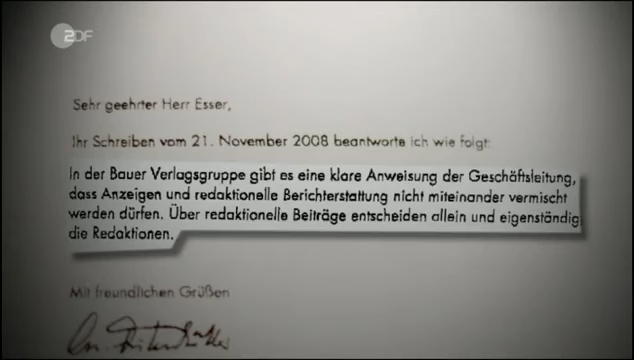 ZDF
Sehr geehrter Herr Esser,
Ihr Schreiben vom 21. November 2008 beantworte ich wie folgt:
In der Bauer Verlagsgruppe gibt es eine klare Anweisung der Geschäftsleitung,
dass Anzeigen und redaktionelle Berichterstattung nicht miteinander vermischt
werden dürfen. Über redaktionelle Beiträge entscheiden allein und eigenständig
die Redaktionen.
Mit freundlichen Grüßen